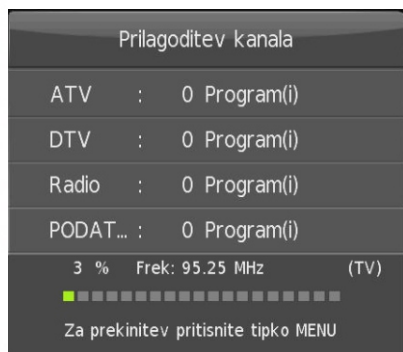 Prilagoditev kanala
ATV : 0 Program(i)
DTV : 0 Program(i)
Radio : 0 Program(i)
PODAT... : 0 Program(i)
3 % Frek: 95.25 MHz (TV)
Za prekinitev pritisnite tipko MENU